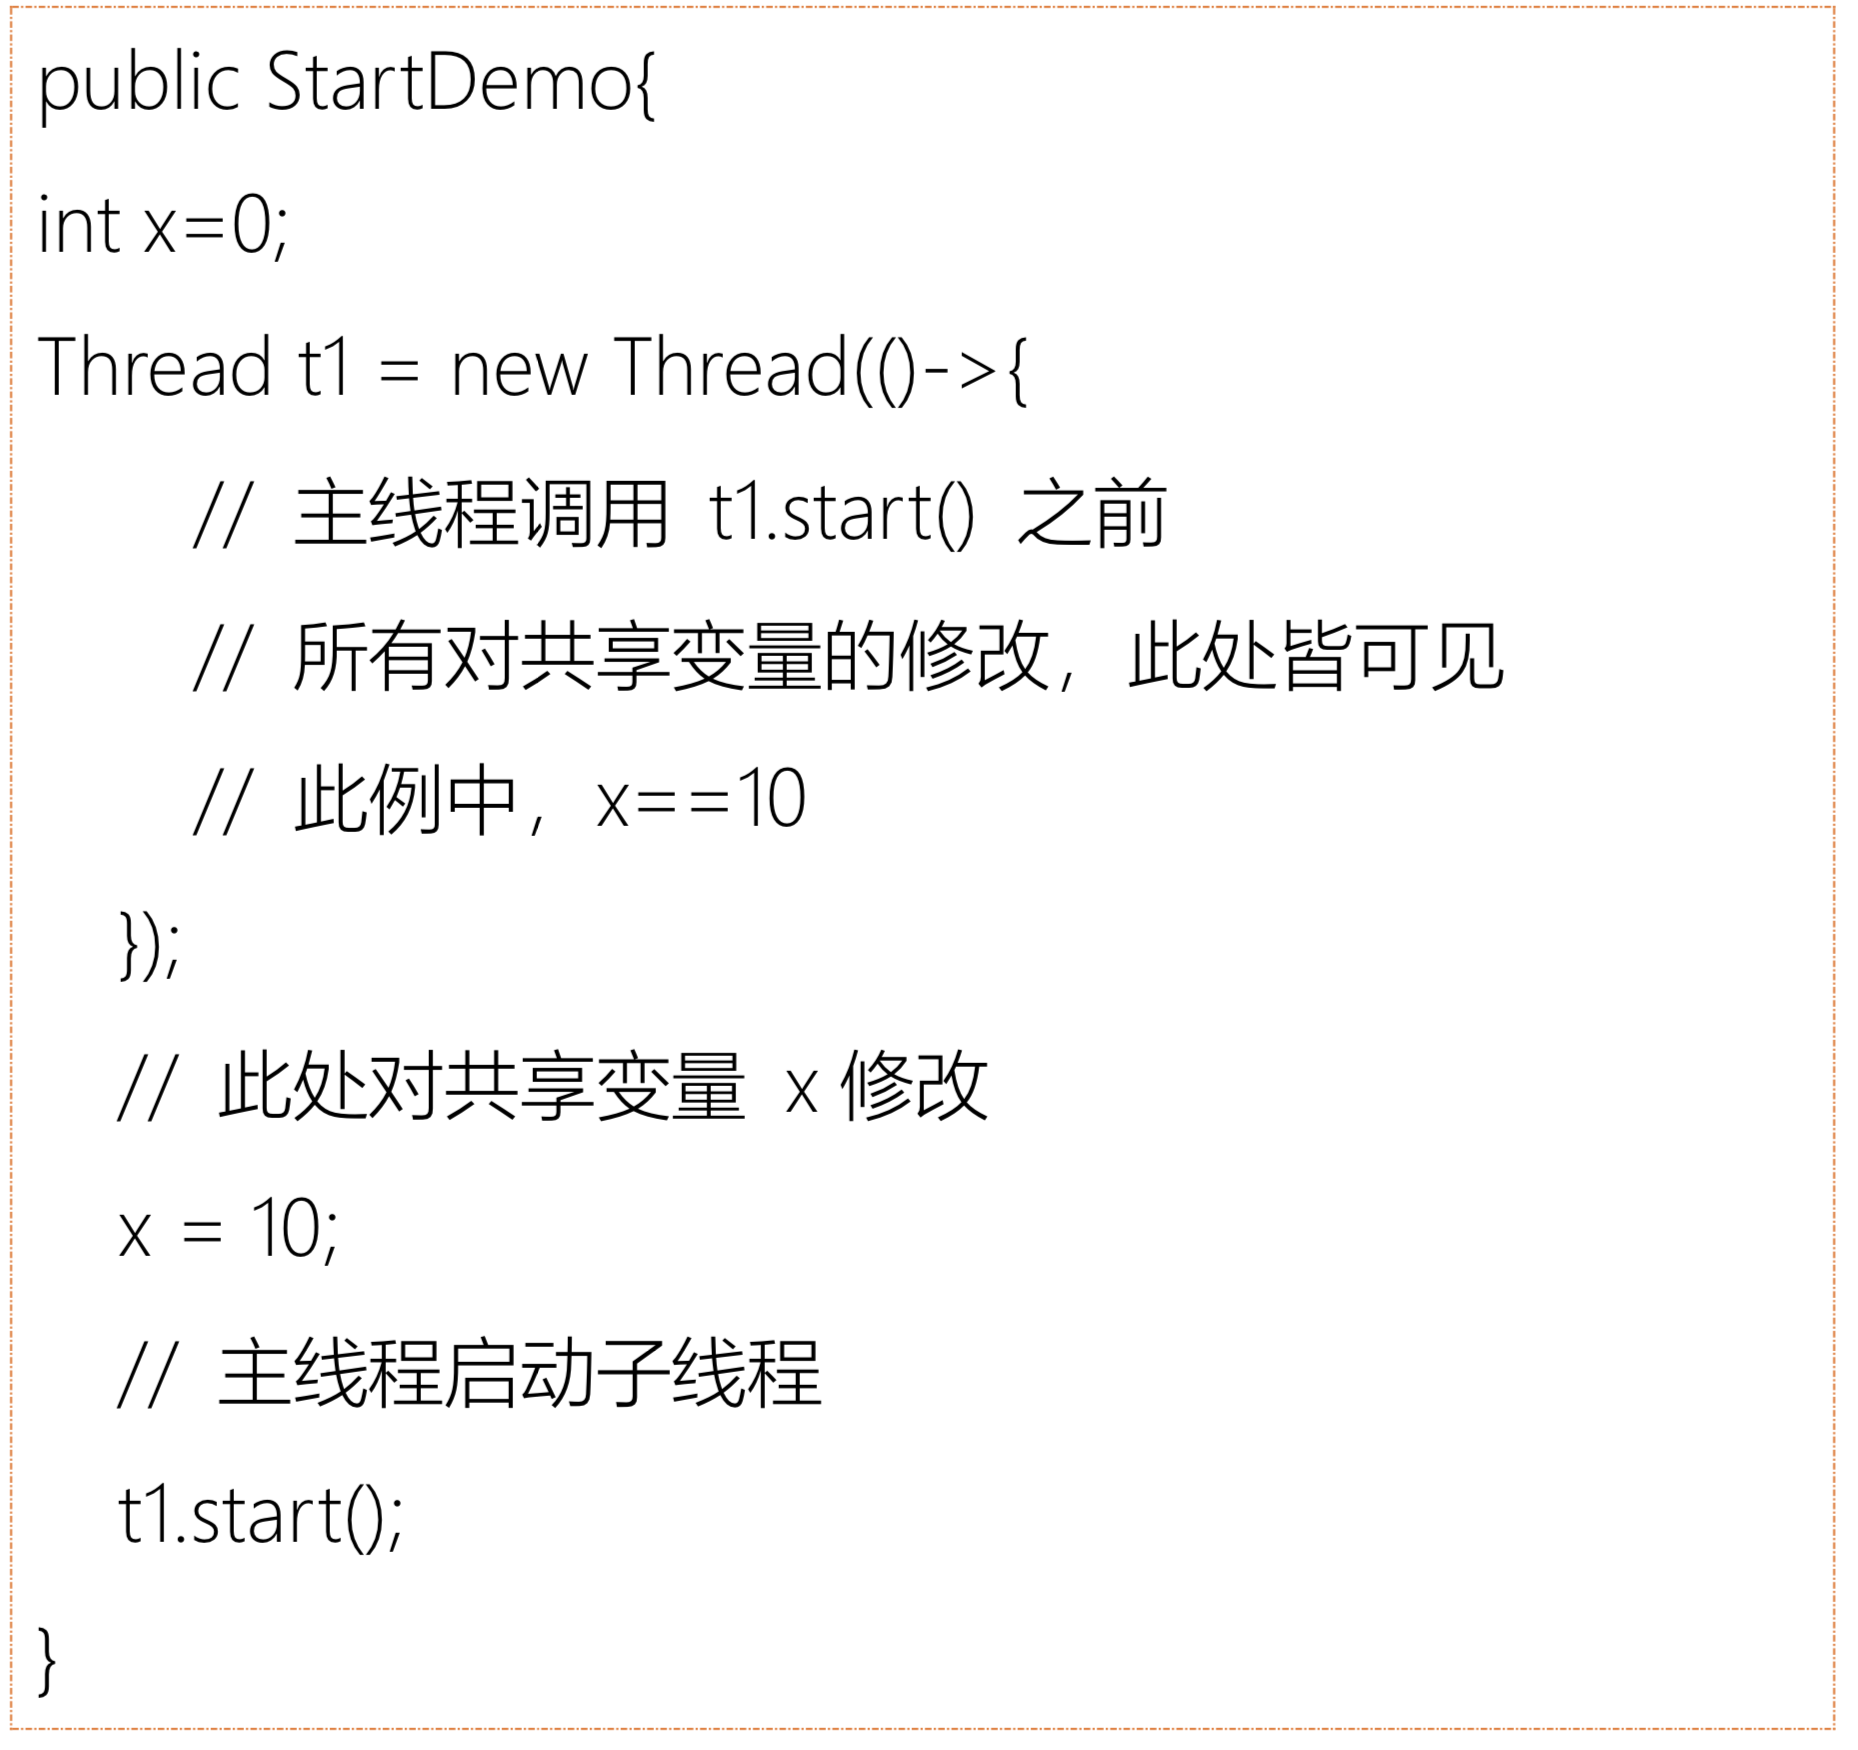 public StartDemo{
int x=0;
Thread t1 = new Thread(()->{
// 主线程调用 t1.start() 之前
// 所有对共享变量的修改，此处皆可见
// 此例中，x==10
});
// 此处对共享变量 x 修改
x = 10;
// 主线程启动子线程
t1.start();
}